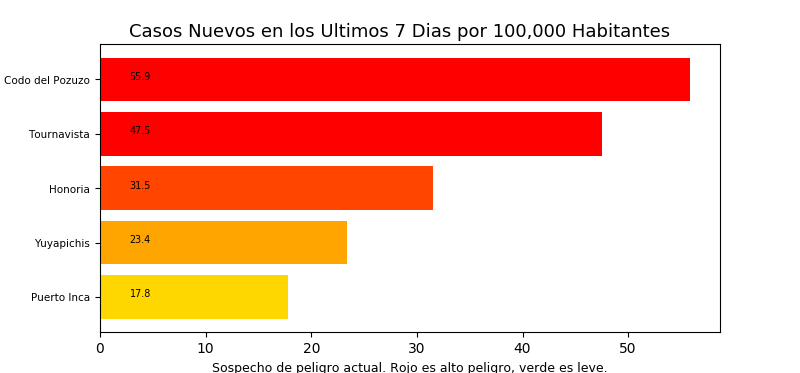 Casos Nuevos en los Ultimos 7 Dias por 100,000 Habitantes
Codo del Pozuzo 55.9
Tournavista 47.5
Honoria 31.5
Yuyapichis 23.4
Puerto Inca 17.8
0 10 20 30 40 50
Sospecho de peligro actual. Rojo es alto peligro, verde es leve.